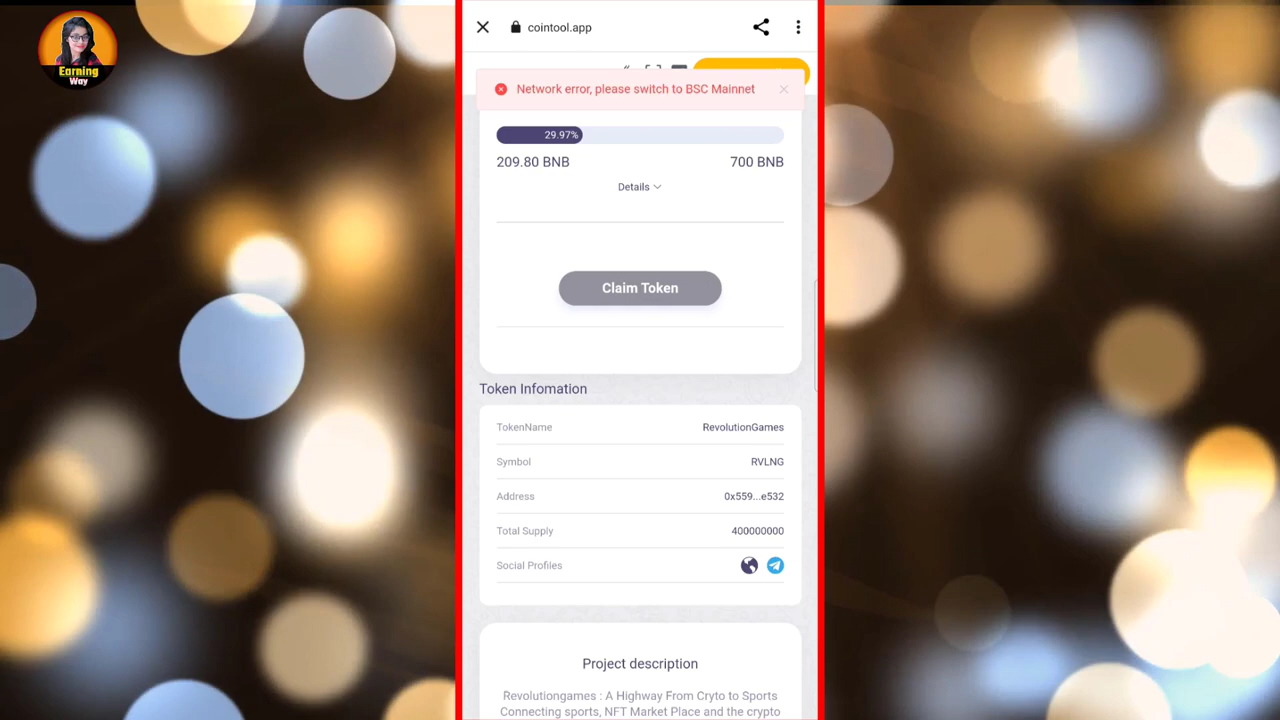 Earning
Way
cointool.app
Network error, please switch to BSC Mainnet
29.97%
209.80 BNB 700 BNB
Details
Claim Token
Token Infomation
TokenName RevolutionGames
Symbol RVLNG
Address 0x559...e532
Total Supply 400000000
Social Profiles
Project description
Revolutiongames : A Highway From Cryto to Sports
Connecting sports, NFT Market Place and the crypto